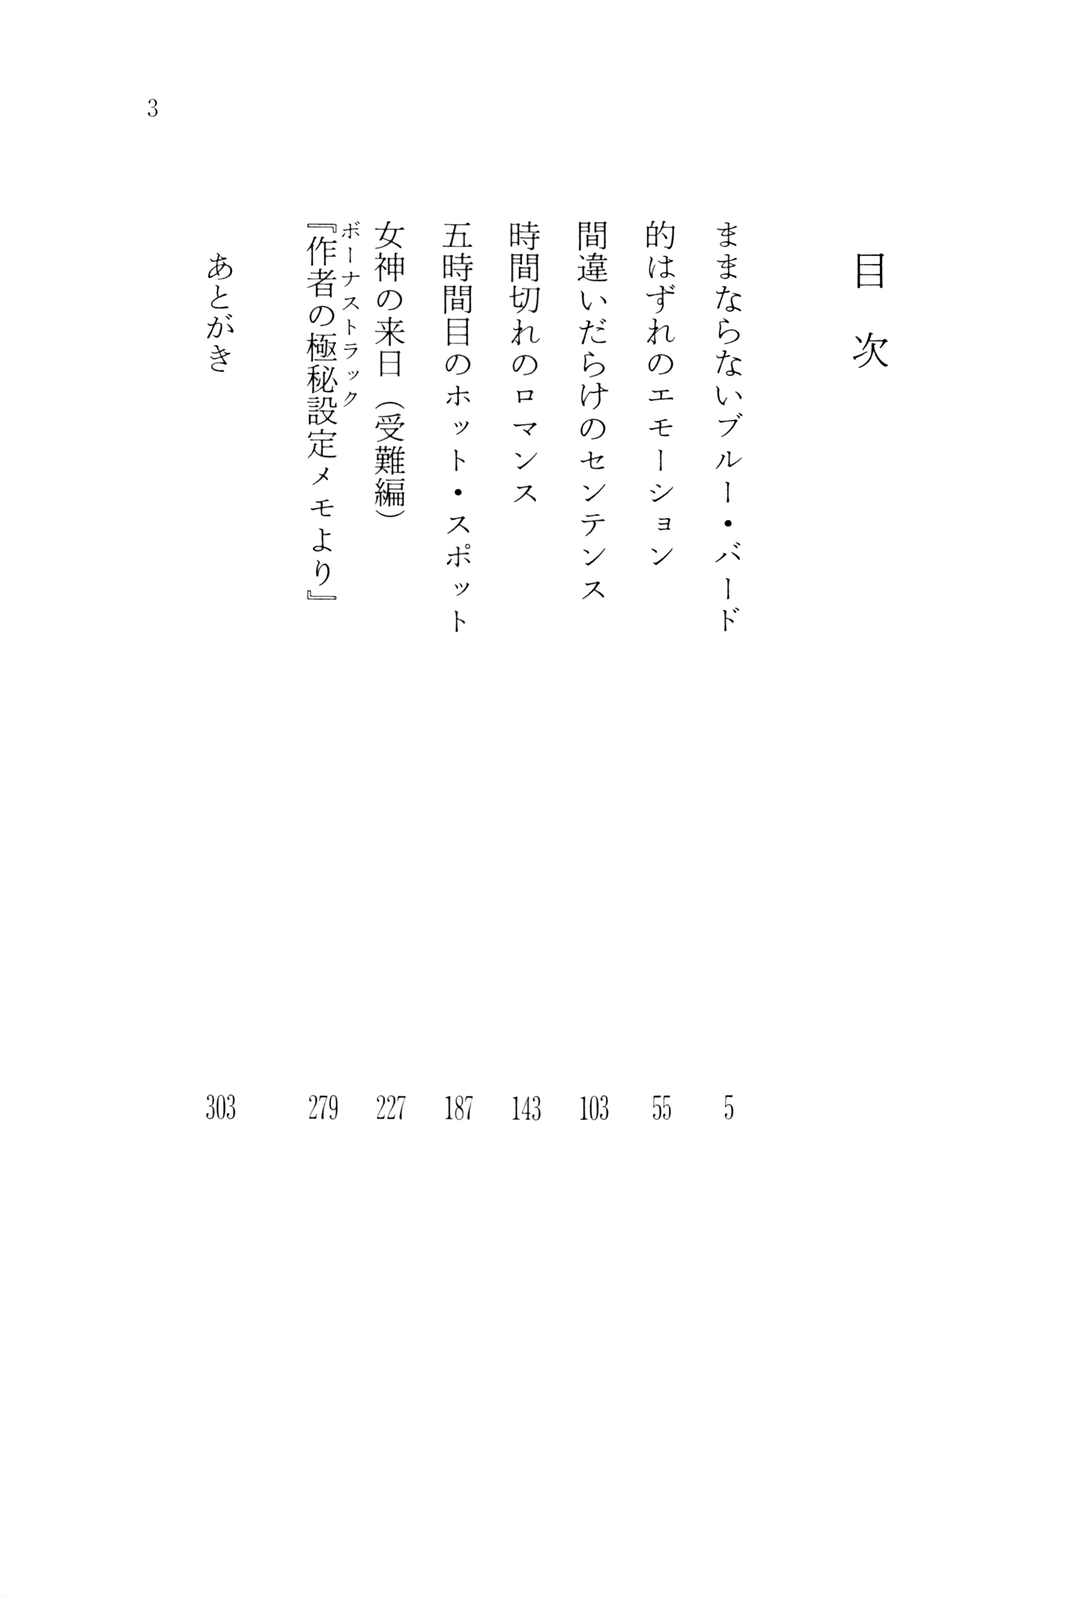 3
目次
ままならないブルー・バード 5
的はずれのエモーション 55
間違いだらけのセンテンス 103
時間切れのロマンス 143
五時間目のホット・スポット 187
女神の来日（受難編） 227
ボーナストラック
『作者の極秘設定メモより』 279
あとがき 303